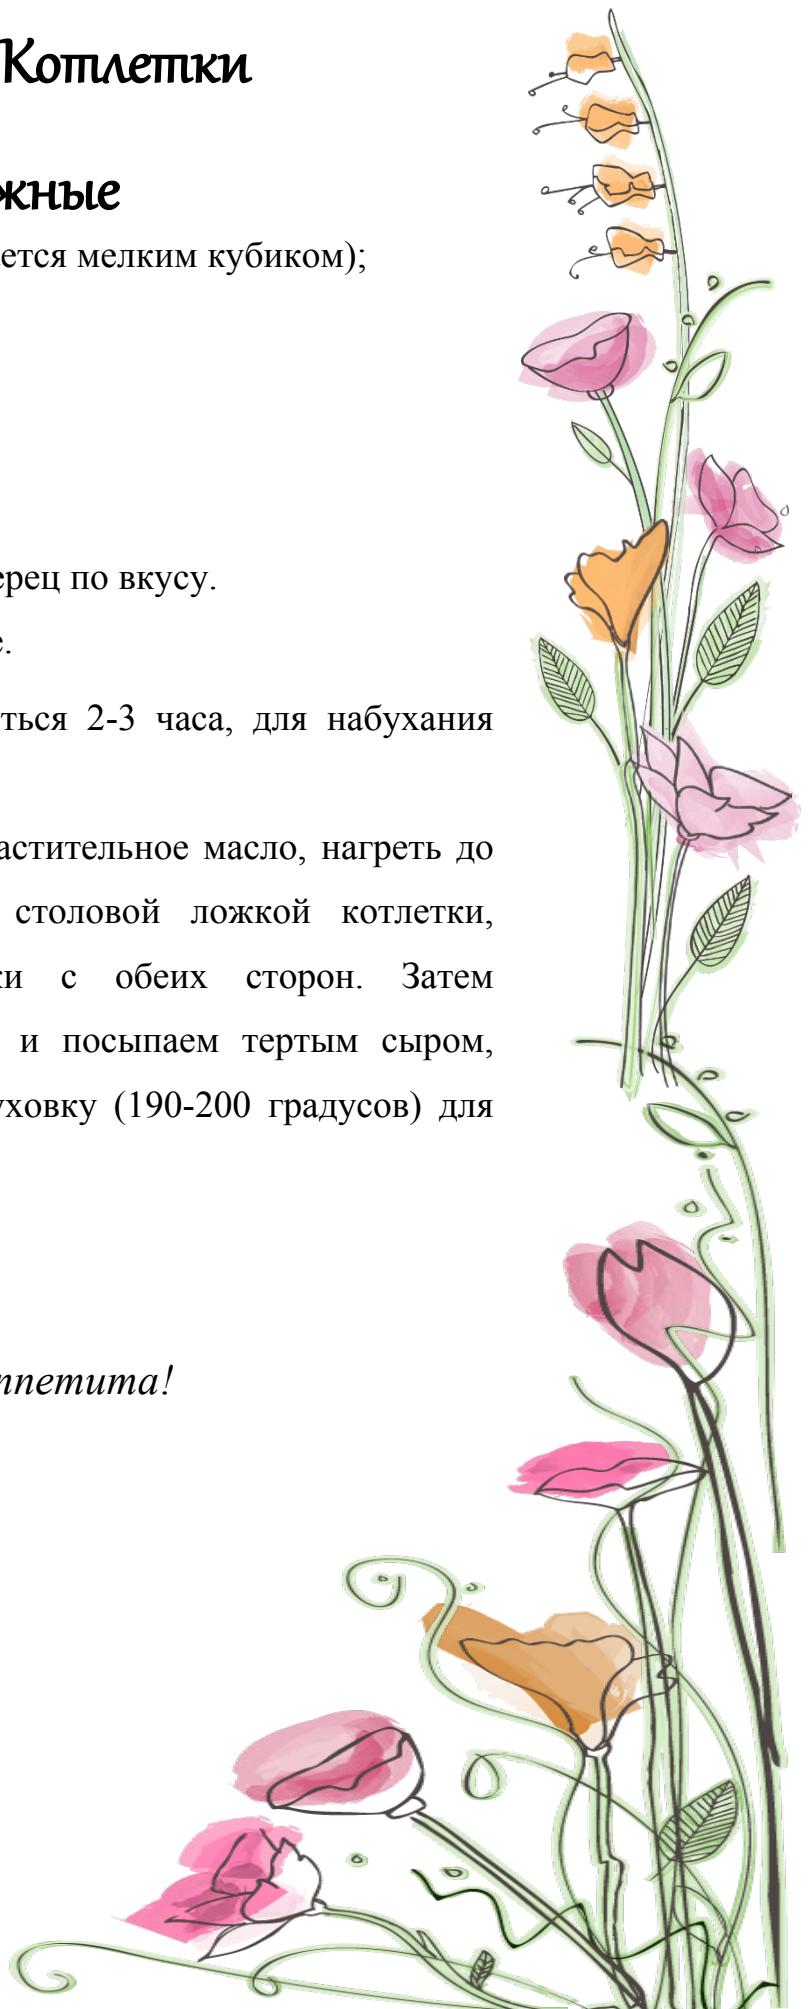 Котлетки
жные
ется мелким кубиком);
ерец по вкусу.
е.
ться 2-3 часа, для набухания
астительное масло, нагреть до
столовой ложкой котлетки,
ки с обеих сторон. Затем
и посыпаем тертым сыром,
уховку (190-200 градусов) для
ппетита!